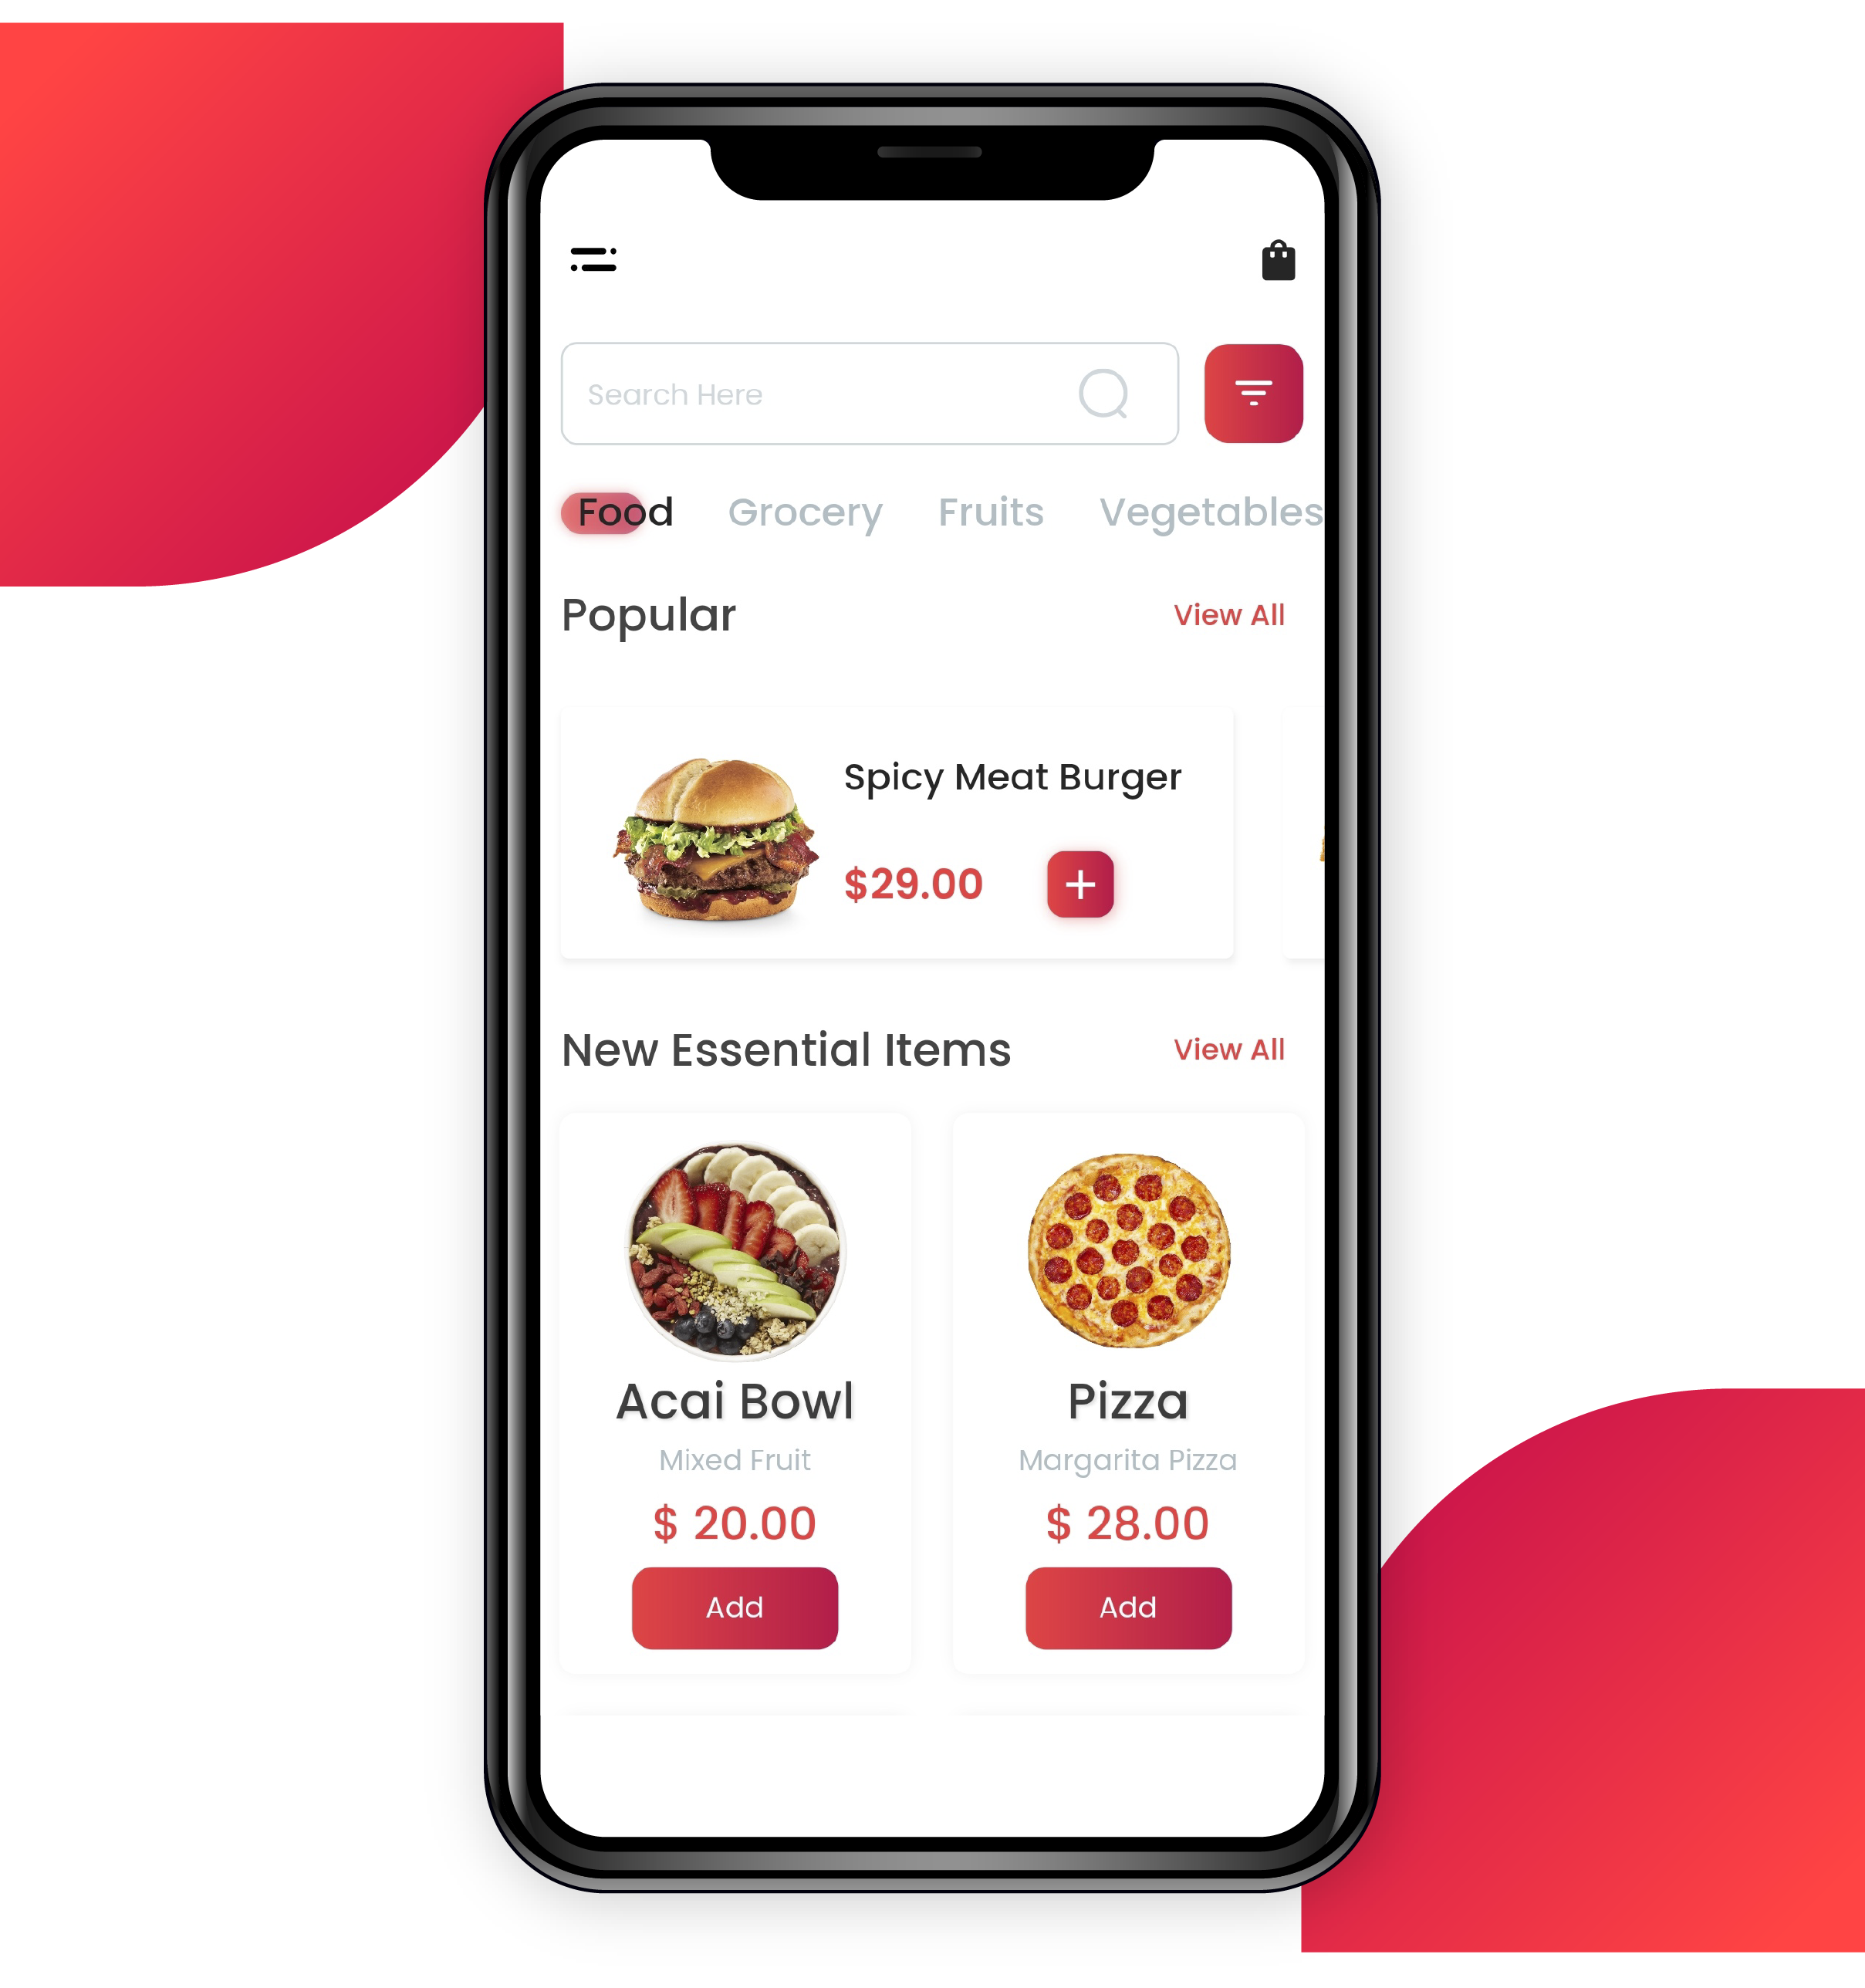 Search Here
Food Grocery Fruits Vegetables
Popular View All
Spicy Meat Burger
$29.00 +
New Essential Items View All
Acai Bowl
Mixed Fruit
$ 20.00
Add
Pizza
Margarita Pizza
$ 28.00
Add